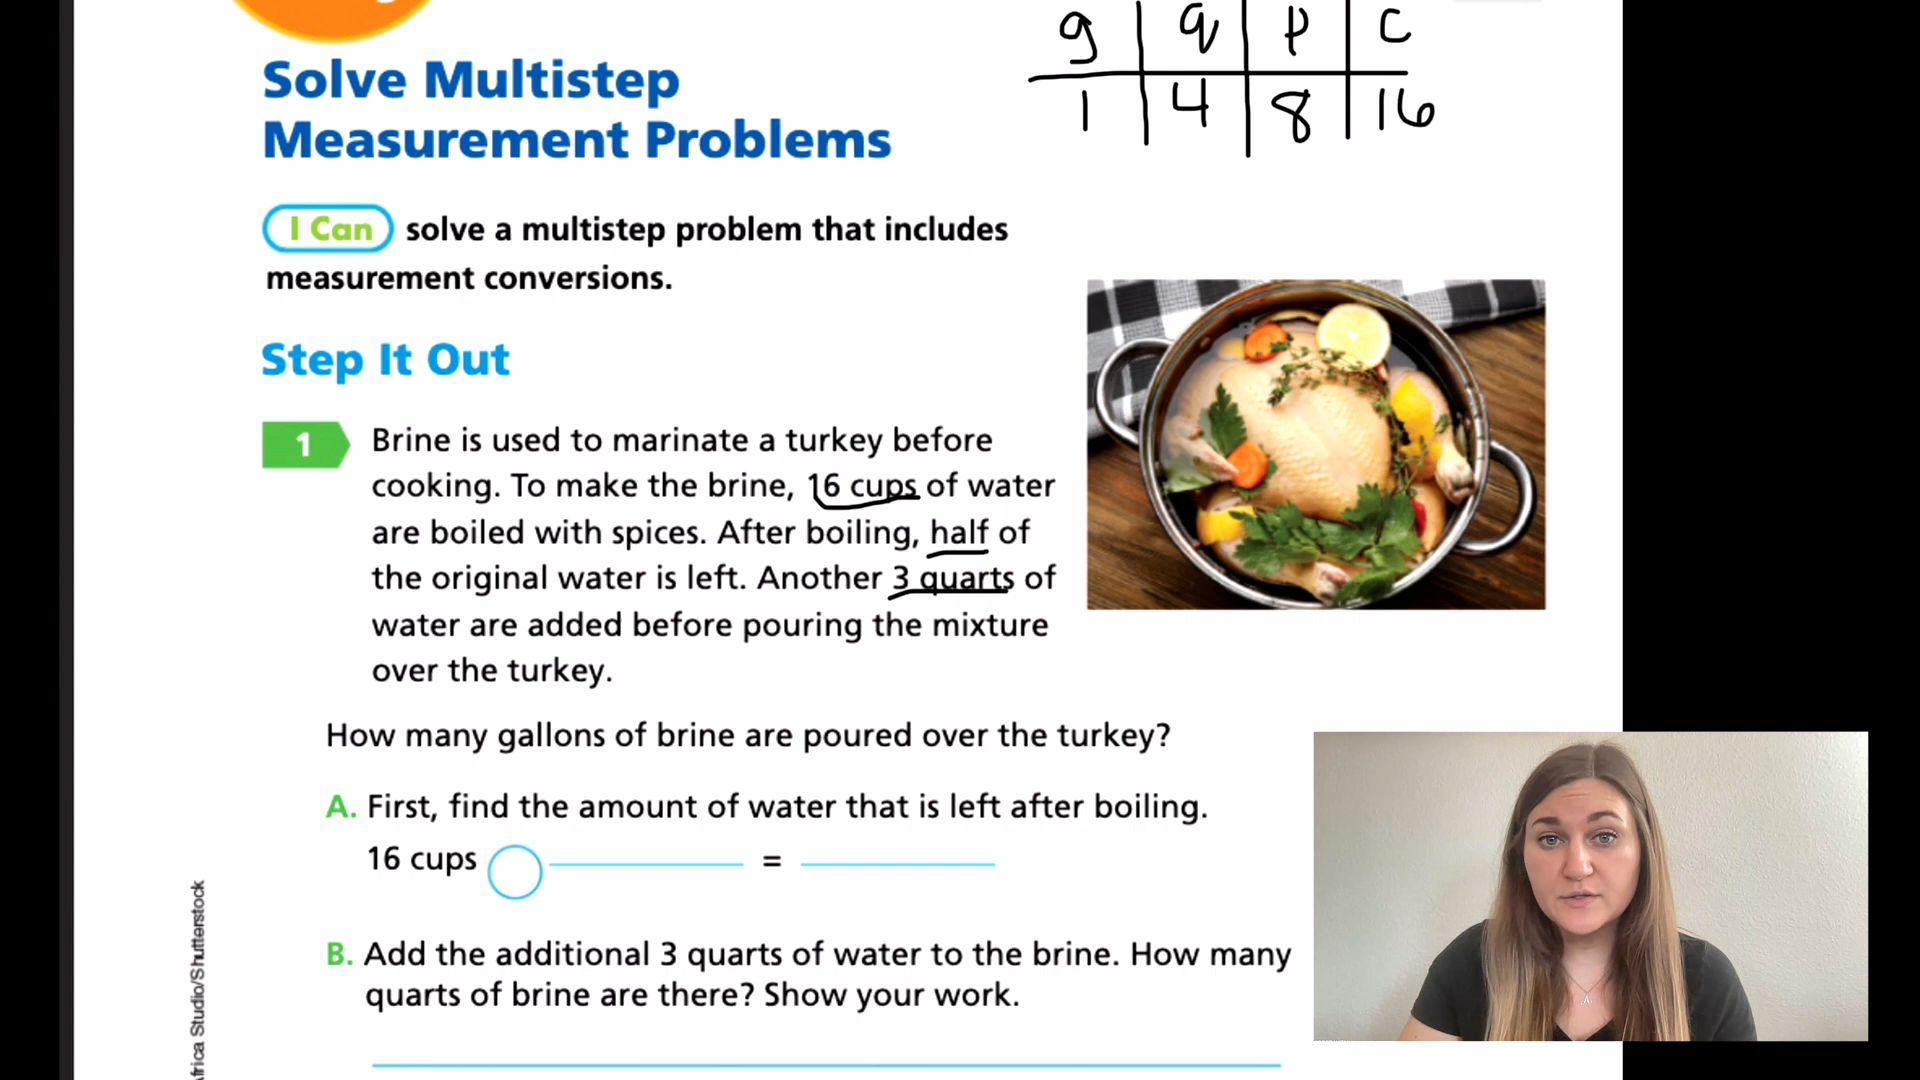 g q p c
1 4 8 16
Solve Multistep
Measurement Problems
I Can solve a multistep problem that includes
measurement conversions.
Step It Out
1 Brine is used to marinate a turkey before
cooking. To make the brine, 16 cups of water
are boiled with spices. After boiling, half of
the original water is left. Another 3 quarts of
water are added before pouring the mixture
over the turkey.
How many gallons of brine are poured over the turkey?
A. First, find the amount of water that is left after boiling.
16 cups =
B. Add the additional 3 quarts of water to the brine. How many
quarts of brine are there? Show your work.
Africa Studio/Shutterstock